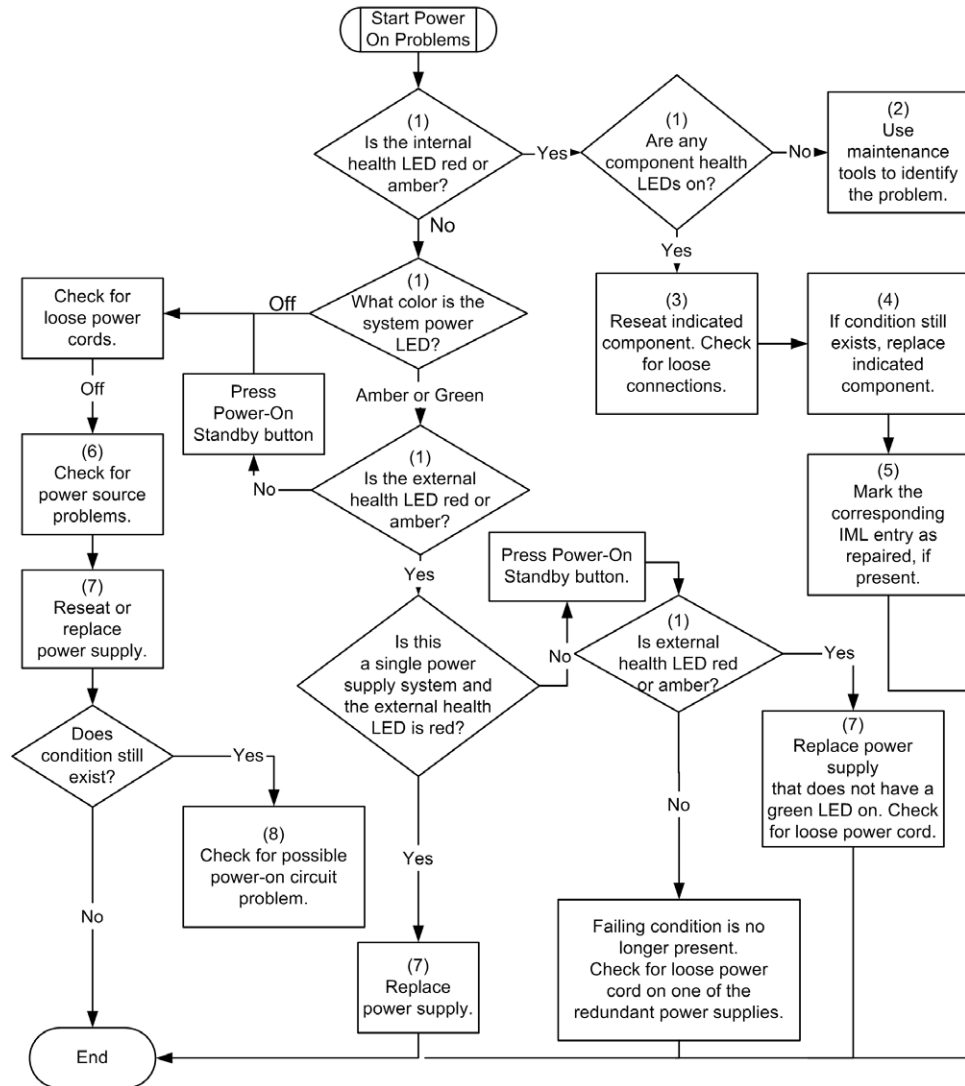 Start Power
On Problems
(1)
Is the internal
health LED red or
amber?
Yes
(1)
Are any
component health
LEDs on?
No
(2)
Use
maintenance
tools to identify
the problem.
No
Yes
Check for
loose power
cords.
Off
(1)
What color is the
system power
LED?
(3)
Reseat indicated
component. Check
for loose
connections.
(4)
If condition still
exists, replace
indicated
component.
Off
Press
Power-On
Standby button
Amber or Green
(6)
Check for
power source
problems.
No
(1)
Is the external
health LED red or
amber?
(5)
Mark the
corresponding
IML entry as
repaired, if
present.
Press Power-On
Standby button.
Yes
(7)
Reseat or
replace
power supply.
Is this
a single power
supply system and
the external health
LED is red?
No
(1)
Is external
health LED red
or amber?
Yes
Does
condition still
exist?
Yes
(7)
Replace power
supply
that does not have a
green LED on. Check
for loose power cord.
No
(8)
Check for possible
power-on circuit
problem.
Yes
No
Failing condition is no
longer present.
Check for loose power
cord on one of the
redundant power supplies.
(7)
Replace
power supply.
End